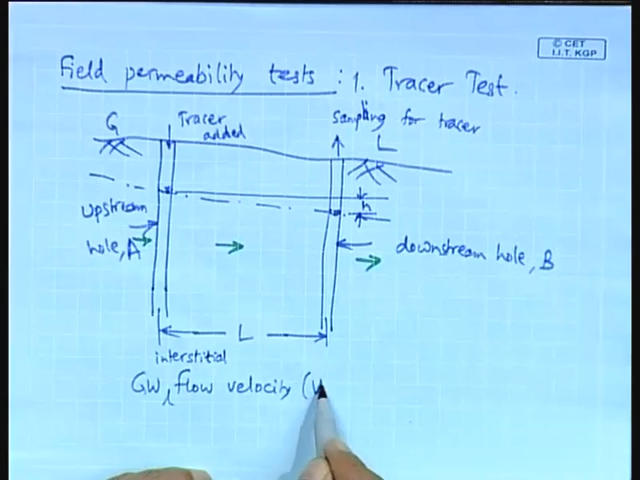 © CET
I.I.T. KGP
Field permeability tests : 1. Tracer Test.
G
Tracer added
Sampling for tracer
L
h
upstream hole, A
downstream hole, B
L
interstitial
GW flow velocity (V